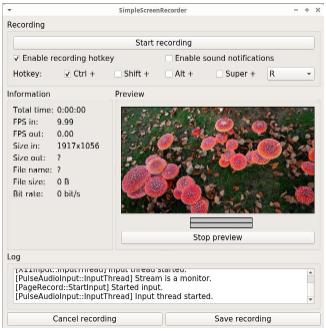 SimpleScreenRecorder
Recording
Start recording
Enable recording hotkey
Enable sound notifications
Hotkey: Ctrl + Shift + Alt + Super + R
Information
Preview
Total time: 0:00:00
FPS in: 9.99
FPS out: 0.00
Size in: 1917x1056
Size out: ?
File name: ?
File size: 0 B
Bit rate: 0 bit/s
Stop preview
Log
[X11Input::InputThread] Input thread started.
[PulseAudioInput::InputThread] Stream is a monitor.
[PageRecord::StartInput] Started input.
[PulseAudioInput::InputThread] Input thread started.
Cancel recording
Save recording